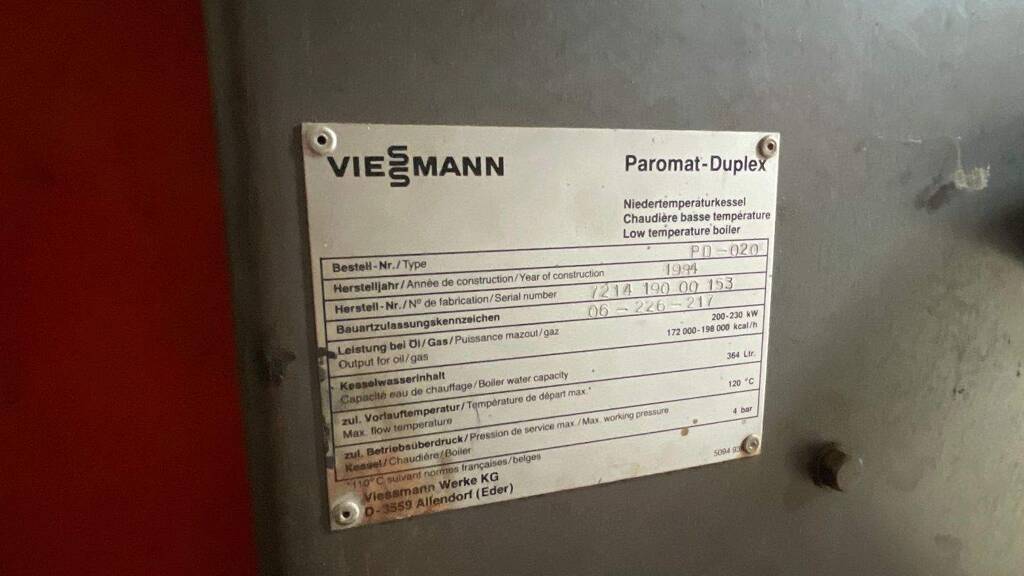 VIESSMANN
Paromat-Duplex
Niedertemperaturkessel
Chaudière basse température
Low temperature boiler
Bestell-Nr./Type PD-020
Herstelljahr/Année de construction/Year of construction 1994
Herstell-Nr./N° de fabrication/Serial number 7214 190 00 153
Bauartzulassungskennzeichen 06-226-217
Leistung bei Öl/Gas/Puissance mazout/gaz 200-230 kW
Output for oil/gas 172 000-198 000 kcal/h
Kesselwasserinhalt
Capacité eau de chauffage/Boiler water capacity 364 Ltr.
zul. Vorlauftemperatur/Température de départ max.*
Max. flow temperature 120 °C
zul. Betriebsüberdruck/Pression de service max./Max. working pressure
Kessel/Chaudière/Boiler 4 bar
*110°C suivant normes françaises/belges
Viessmann Werke KG
D-3559 Allendorf (Eder)
5094